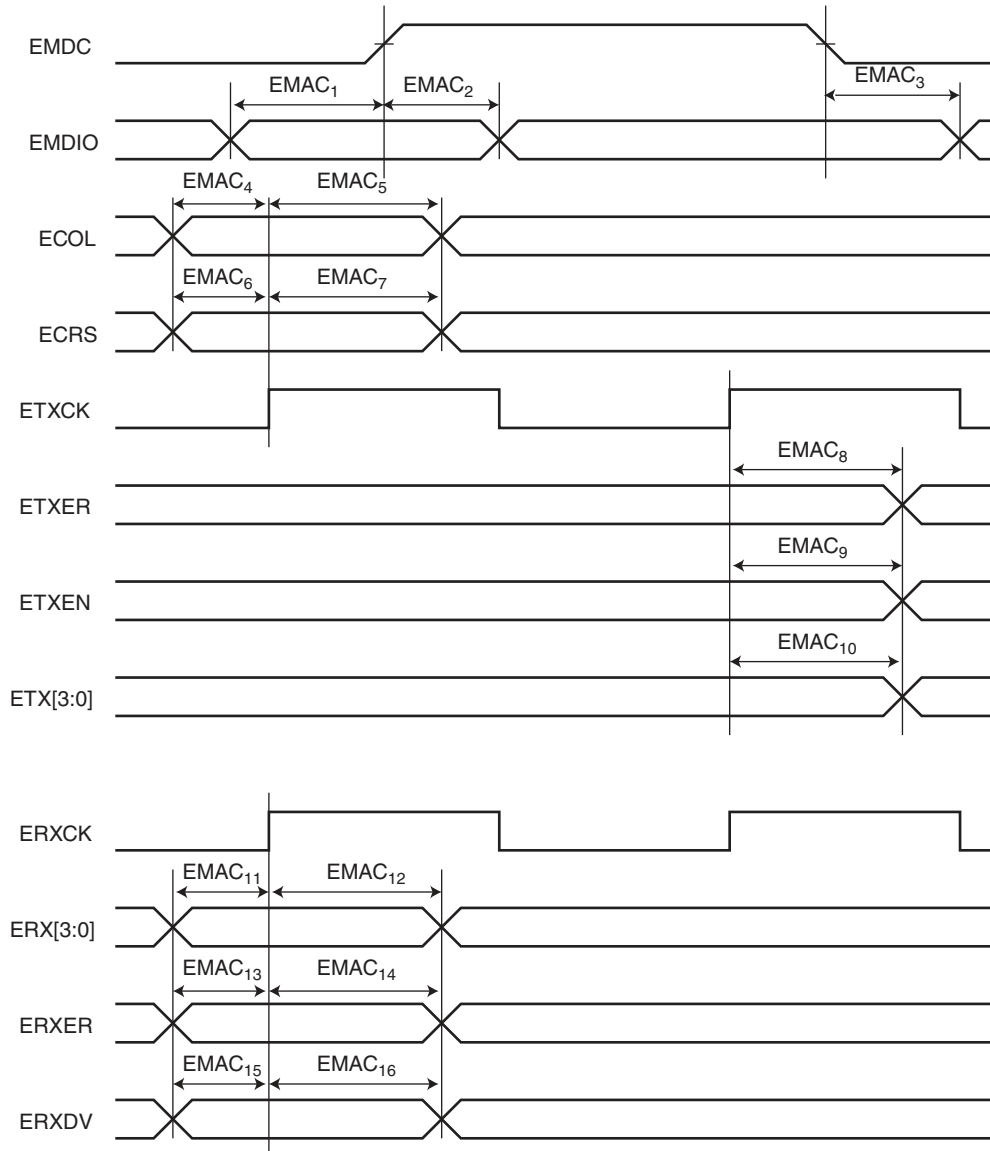 EMDC
EMAC1 EMAC2 EMAC3
EMDIO
EMAC4 EMAC5
ECOL
EMAC6 EMAC7
ECRS
ETXCK
EMAC8
ETXER
EMAC9
ETXEN
EMAC10
ETX[3:0]
ERXCK
EMAC11 EMAC12
ERX[3:0]
EMAC13 EMAC14
ERXER
EMAC15 EMAC16
ERXDV